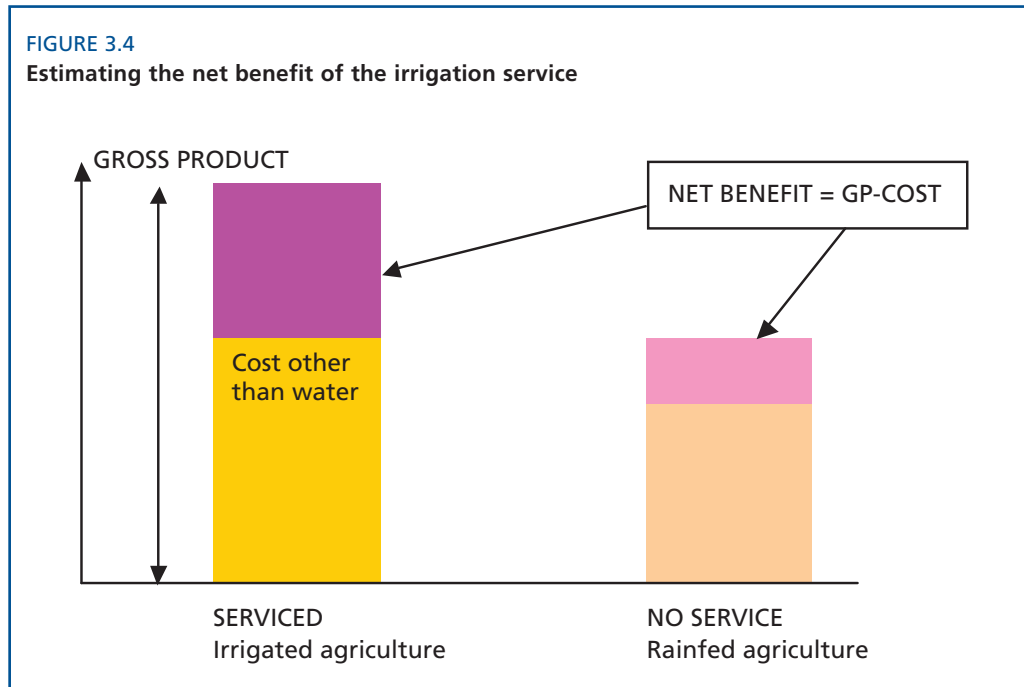 FIGURE 3.4
Estimating the net benefit of the irrigation service
GROSS PRODUCT
NET BENEFIT = GP-COST
Cost other
than water
SERVICED
Irrigated agriculture
NO SERVICE
Rainfed agriculture